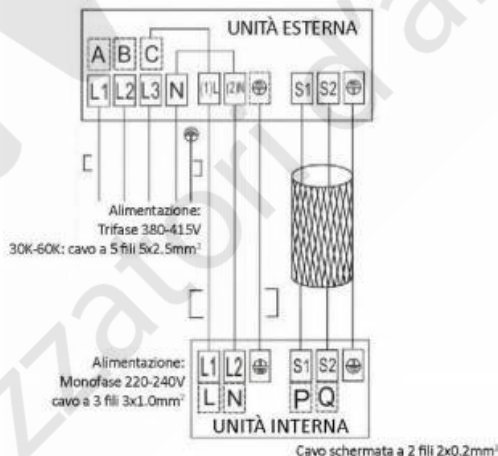 UNITÀ ESTERNA
A B C
L1 L2 L3 N (1)L (2)N S1 S2
Alimentazione:
Trifase 380-415V
30K-60K: cavo a 5 fili 5x2.5mm²
Alimentazione:
Monofase 220-240V
cavo a 3 fili 3x1.0mm²
L1 L2 S1 S2
L N P Q
UNITÀ INTERNA
Cavo schermata a 2 fili 2x0.2mm²